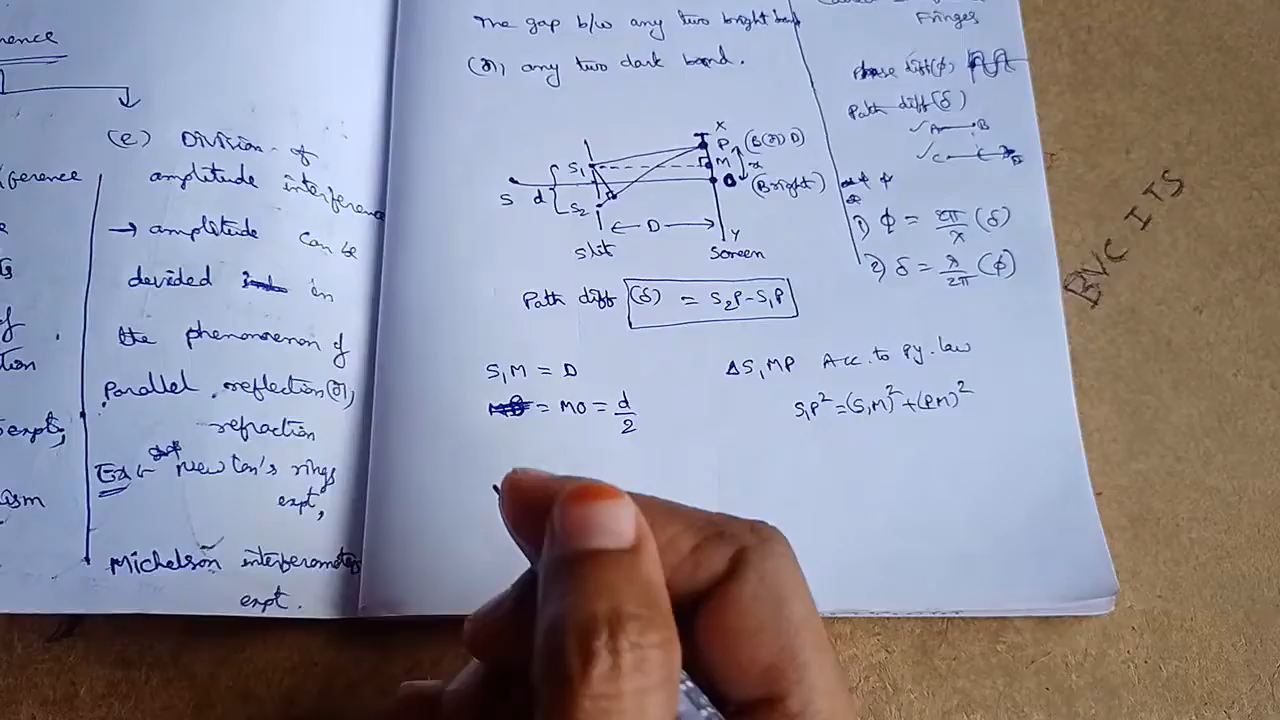 (e) Division of
amplitude interference
→ amplitude can be
devided in
the phenomenon of
Parallel reflection (or)
refraction
Ex :- Newton's rings
expt,
Michelson interferometer
expt.
The gap b/w any two bright band
(or) any two dark band.
X
P (B (or) D)
S₁ M x
S d O (Bright)
S₂ ← D →
Y
Slit Screen
Path diff (δ) = S₂P - S₁P
S₁M = D
= MO = d/2
ΔS₁MP Acc. to Py. law
S₁P² = (S₁M)² + (PM)²
Fringes
Phase diff (ϕ)
Path diff (δ)
A B
C
1) ϕ = 2π/λ (δ)
2) δ = λ/2π (ϕ)
BVC ITS